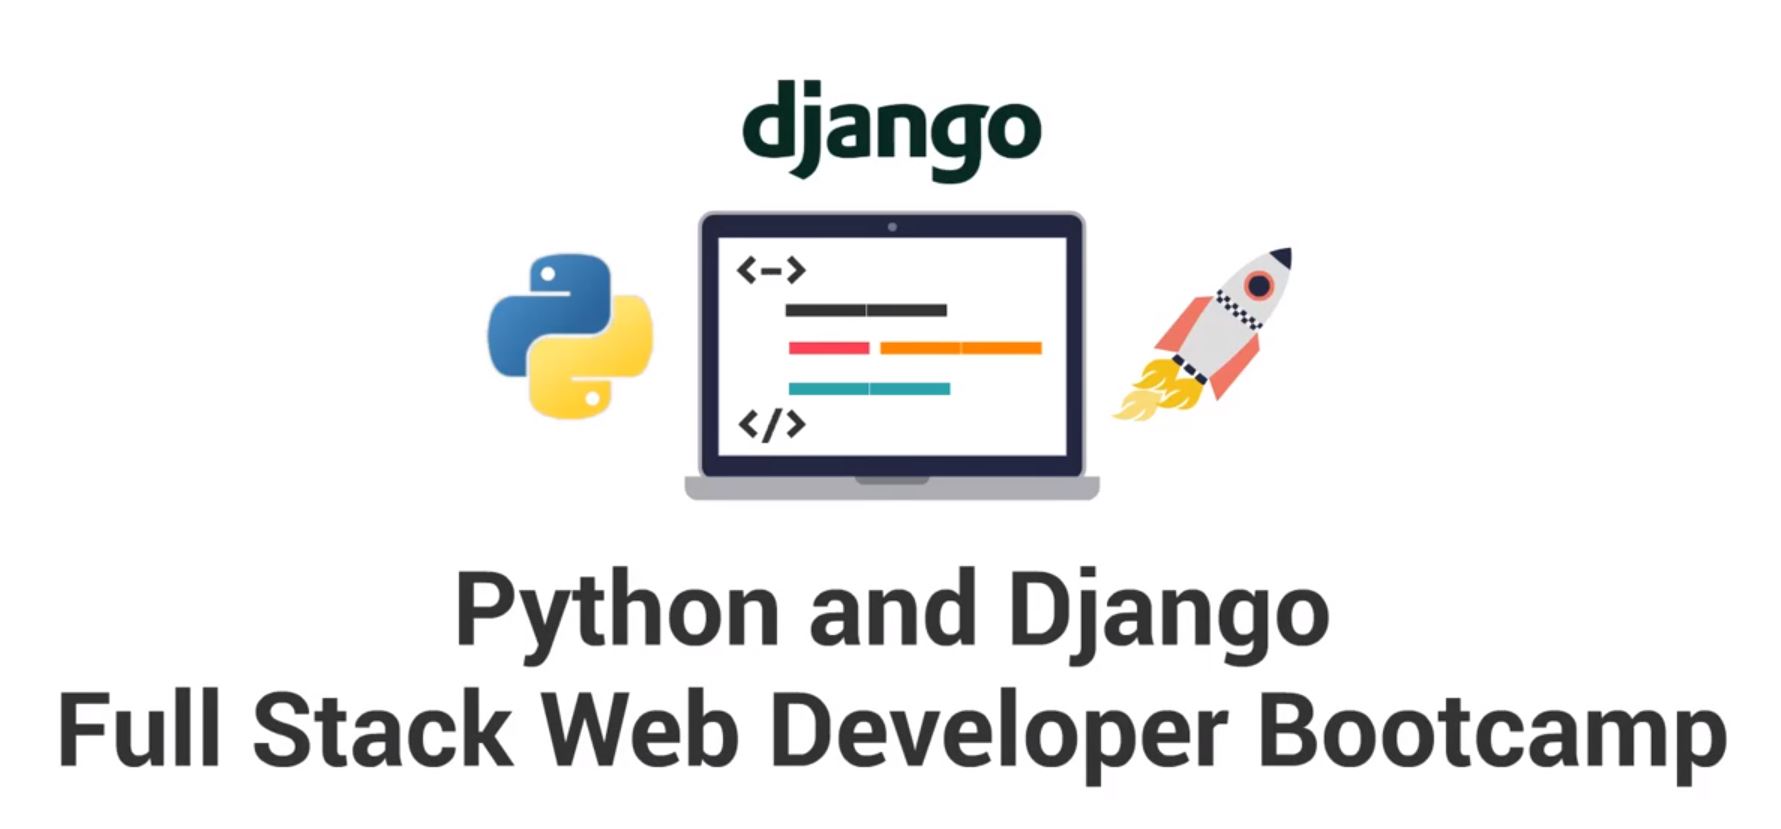 django
<->
</>
Python and Django
Full Stack Web Developer Bootcamp